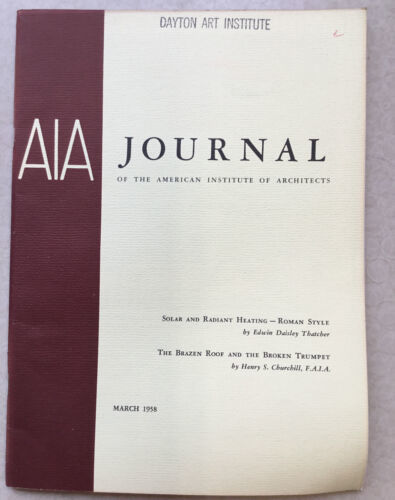 DAYTON ART INSTITUTE
AIA JOURNAL
OF THE AMERICAN INSTITUTE OF ARCHITECTS
SOLAR AND RADIANT HEATING — ROMAN STYLE
by Edwin Daisley Thatcher
THE BRAZEN ROOF AND THE BROKEN TRUMPET
by Henry S. Churchill, F.A.I.A.
MARCH 1958